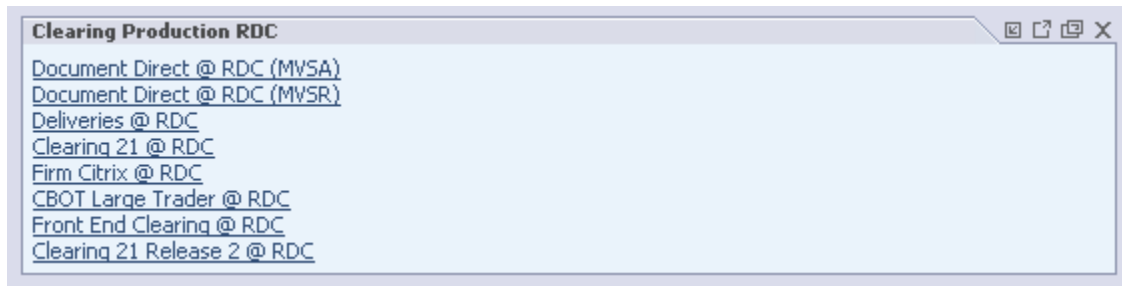 Clearing Production RDC
Document Direct @ RDC (MVSA)
Document Direct @ RDC (MVSR)
Deliveries @ RDC
Clearing 21 @ RDC
Firm Citrix @ RDC
CBOT Large Trader @ RDC
Front End Clearing @ RDC
Clearing 21 Release 2 @ RDC